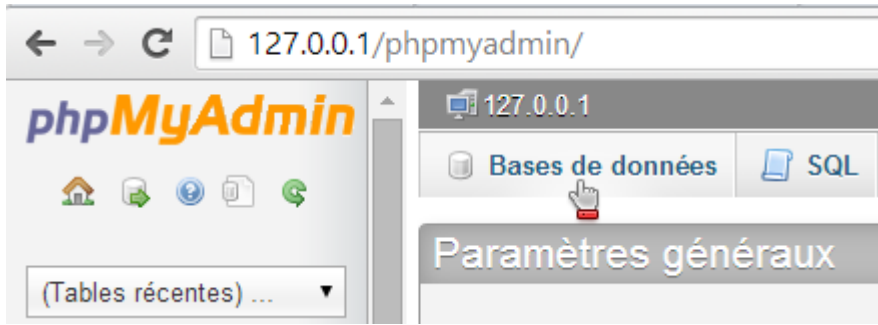 127.0.0.1/phpmyadmin/
phpMyAdmin
127.0.0.1
Bases de données
SQL
Paramètres généraux
(Tables récentes) ...